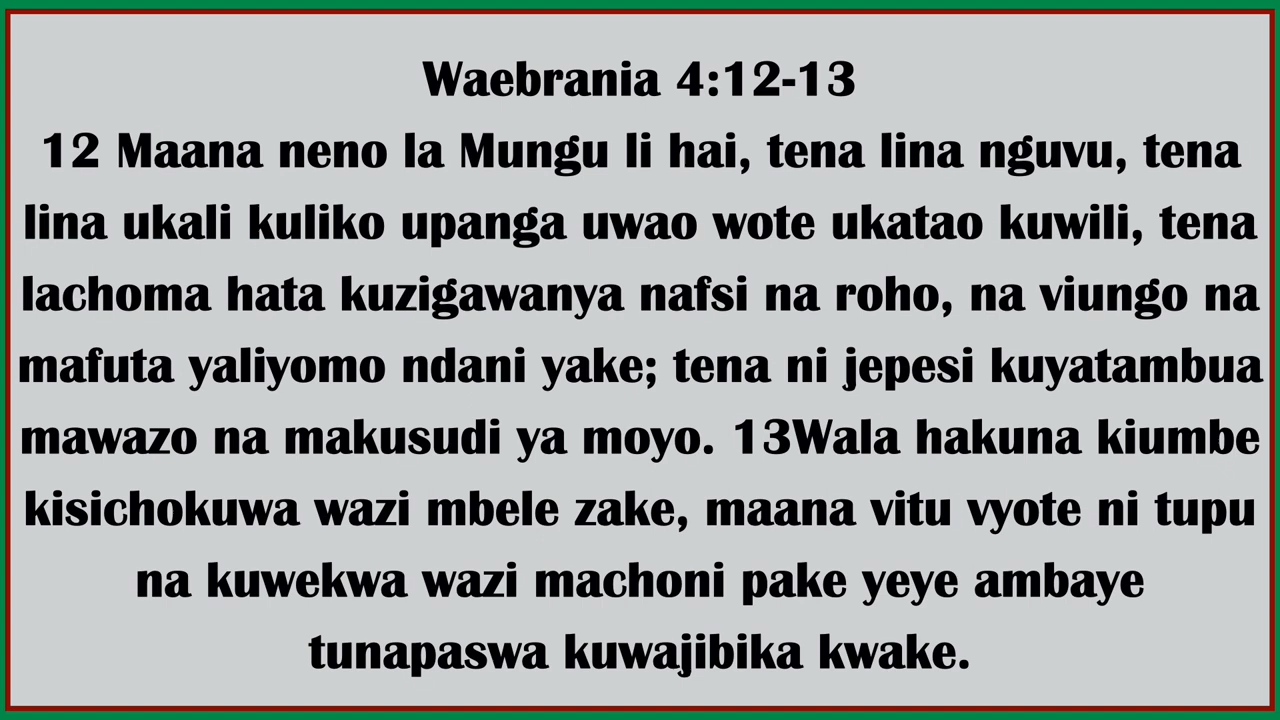 Waebrania 4:12-13
12 Maana neno la Mungu li hai, tena lina nguvu, tena
lina ukali kuliko upanga uwao wote ukatao kuwili, tena
lachoma hata kuzigawanya nafsi na roho, na viungo na
mafuta yaliyomo ndani yake; tena ni jepesi kuyatambua
mawazo na makusudi ya moyo. 13Wala hakuna kiumbe
kisichokuwa wazi mbele zake, maana vitu vyote ni tupu
na kuwekwa wazi machoni pake yeye ambaye
tunapaswa kuwajibika kwake.